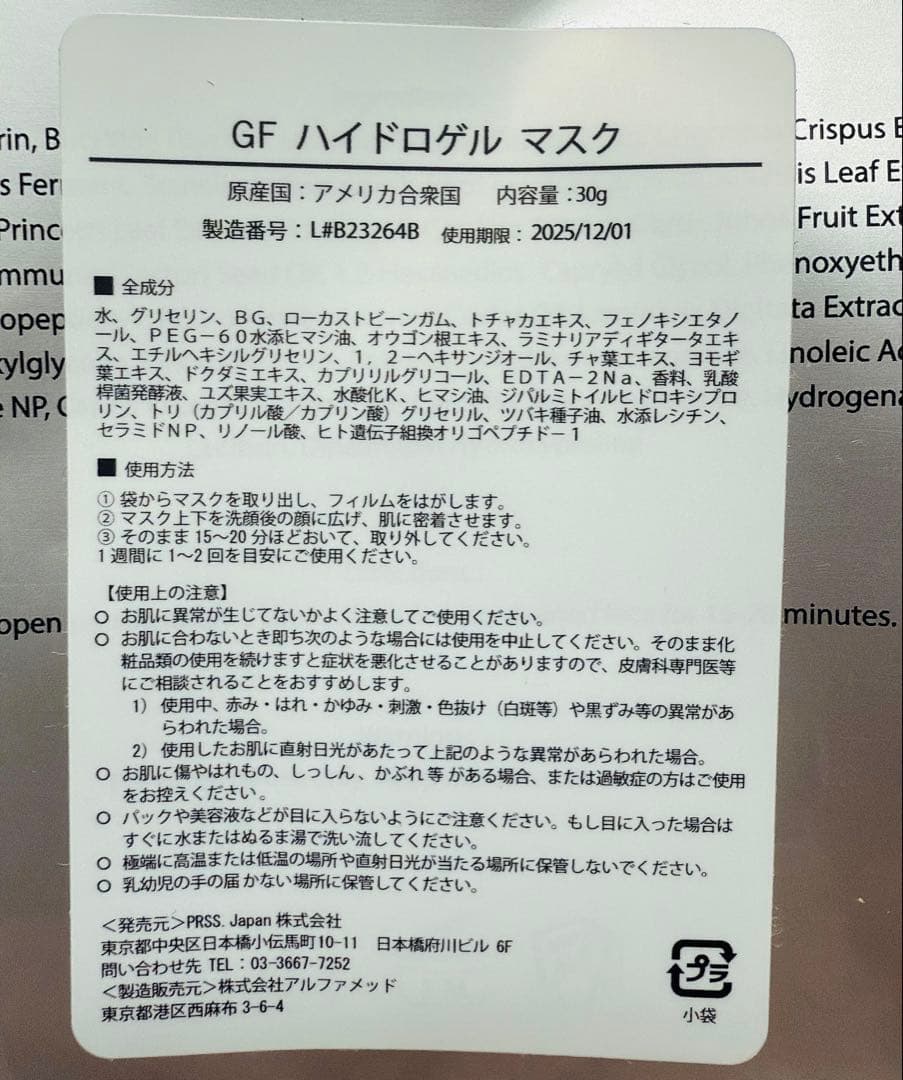 GF ハイドロゲル マスク
原産国：アメリカ合衆国 内容量：30g
製造番号：L#B23264B 使用期限：2025/12/01
■ 全成分
水、グリセリン、ＢＧ、ローカストビーンガム、トチャカエキス、フェノキシエタノ
ール、ＰＥＧ－６０水添ヒマシ油、オウゴン根エキス、ラミナリアディギタータエキ
ス、エチルヘキシルグリセリン、１，２－ヘキサンジオール、チャ葉エキス、ヨモギ
葉エキス、ドクダミエキス、カプリリルグリコール、ＥＤＴＡ－２Ｎａ、香料、乳酸
桿菌発酵液、ユズ果実エキス、水酸化Ｋ、ヒマシ油、ジパルミトイルヒドロキシプロ
リン、トリ（カプリル酸／カプリン酸）グリセリル、ツバキ種子油、水添レシチン、
セラミドＮＰ、リノール酸、ヒト遺伝子組換オリゴペプチド－１
■ 使用方法
① 袋からマスクを取り出し、フィルムをはがします。
② マスク上下を洗顔後の顔に広げ、肌に密着させます。
③ そのまま 15～20 分ほどおいて、取り外してください。
1 週間に 1～2 回を目安にご使用ください。
【使用上の注意】
○ お肌に異常が生じてないかよく注意してご使用ください。
○ お肌に合わないとき即ち次のような場合には使用を中止してください。そのまま化
粧品類の使用を続けますと症状を悪化させることがありますので、皮膚科専門医等
にご相談されることをおすすめします。
1） 使用中、赤み・はれ・かゆみ・刺激・色抜け（白斑等）や黒ずみ等の異常があ
らわれた場合。
2） 使用したお肌に直射日光があたって上記のような異常があらわれた場合。
○ お肌に傷やはれもの、しっしん、かぶれ等がある場合、または過敏症の方はご使用
をお控えください。
○ パックや美容液などが目に入らないようにご注意ください。もし目に入った場合は
すぐに水またはぬるま湯で洗い流してください。
○ 極端に高温または低温の場所や直射日光が当たる場所に保管しないでください。
○ 乳幼児の手の届かない場所に保管してください。
＜発売元＞PRSS. Japan 株式会社
東京都中央区日本橋小伝馬町10-11 日本橋府川ビル 6F
問い合わせ先 TEL：03-3667-7252
＜製造販売元＞株式会社アルファメッド
東京都港区西麻布 3-6-4
プラ
小袋
rin, B
s Fer
Princ
mmu
opep
ylgly
e NP, C
open
Crispus E
is Leaf E
Fruit Ext
noxyeth
ta Extrac
noleic Ac
ydrogena
minutes.